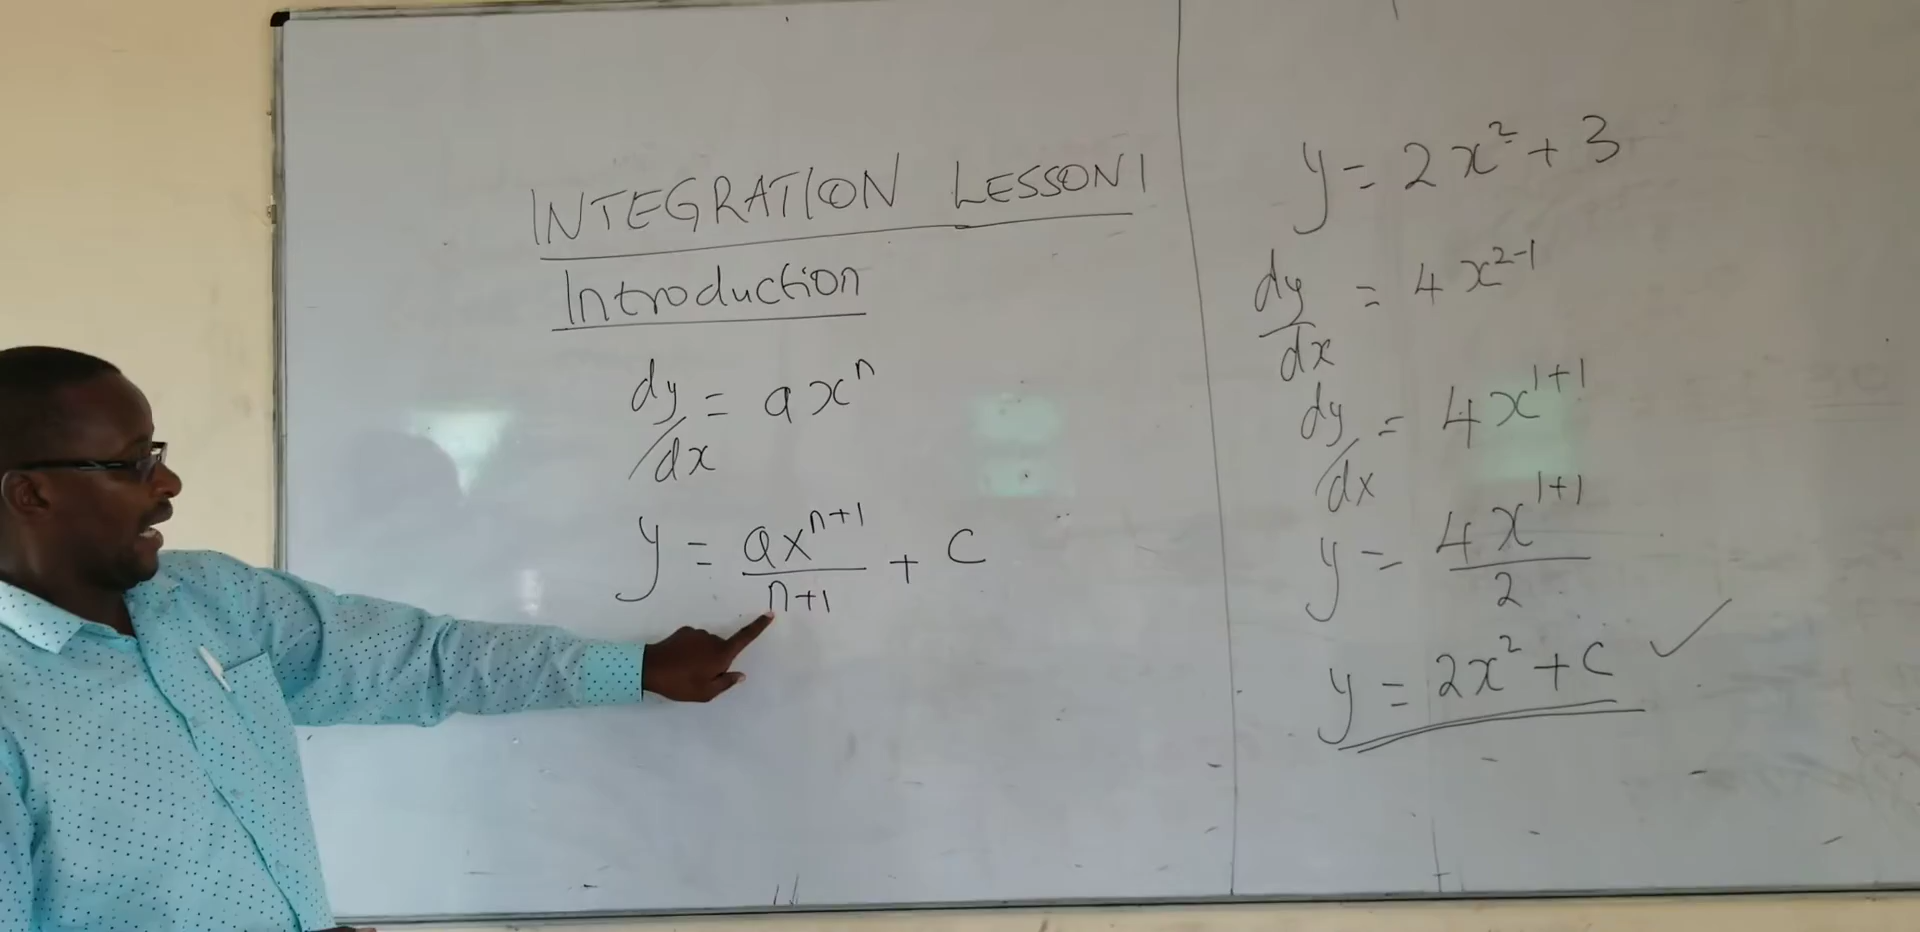 INTEGRATION LESSON 1
Introduction
dy/dx = ax^n
y = ax^{n+1}/n+1 + c
y = 2x² + 3
dy/dx = 4x^{2-1}
dy/dx = 4x^{1+1}
y = 4x^{1+1}/2
y = 2x² + c ✓